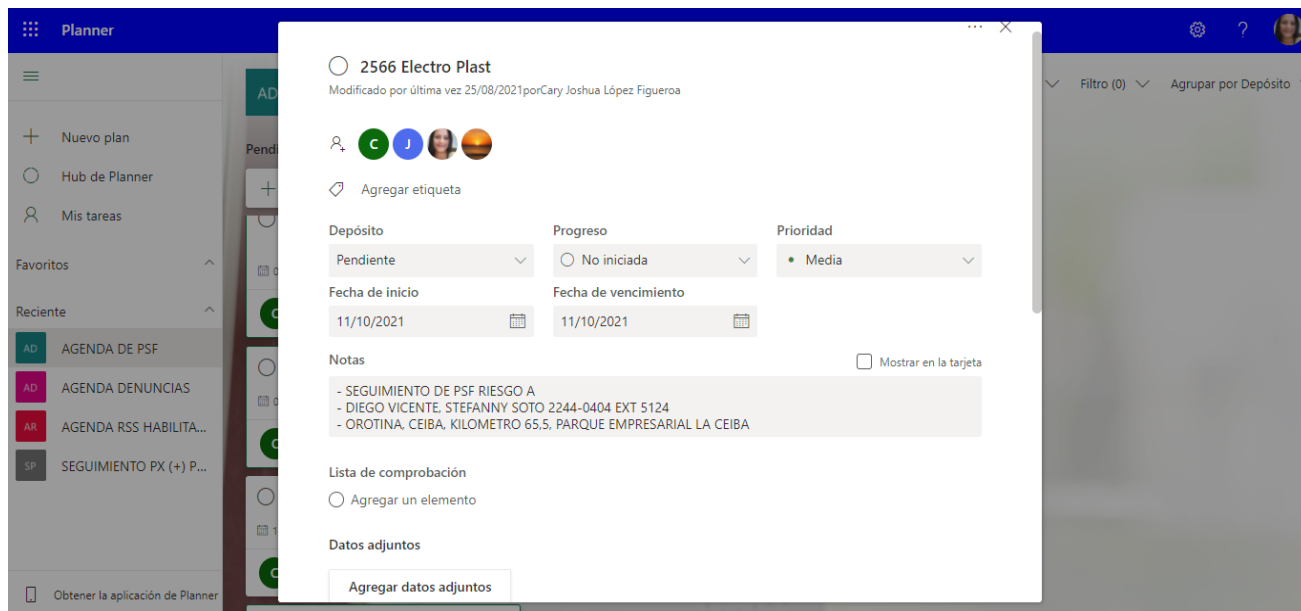 Planner
?
Nuevo plan
Hub de Planner
Mis tareas
Favoritos
Reciente
AD AGENDA DE PSF
AD AGENDA DENUNCIAS
AR AGENDA RSS HABILITA...
SP SEGUIMIENTO PX (+) P...
Obtener la aplicación de Planner
AD
Pendi
Filtro (0)
Agrupar por Depósito
2566 Electro Plast
Modificado por última vez 25/08/2021porCary Joshua López Figueroa
C J
Agregar etiqueta
Depósito Progreso Prioridad
Pendiente No iniciada Media
Fecha de inicio Fecha de vencimiento
11/10/2021 11/10/2021
Notas Mostrar en la tarjeta
- SEGUIMIENTO DE PSF RIESGO A
- DIEGO VICENTE, STEFANNY SOTO 2244-0404 EXT 5124
- OROTINA, CEIBA, KILOMETRO 65,5, PARQUE EMPRESARIAL LA CEIBA
Lista de comprobación
Agregar un elemento
Datos adjuntos
Agregar datos adjuntos